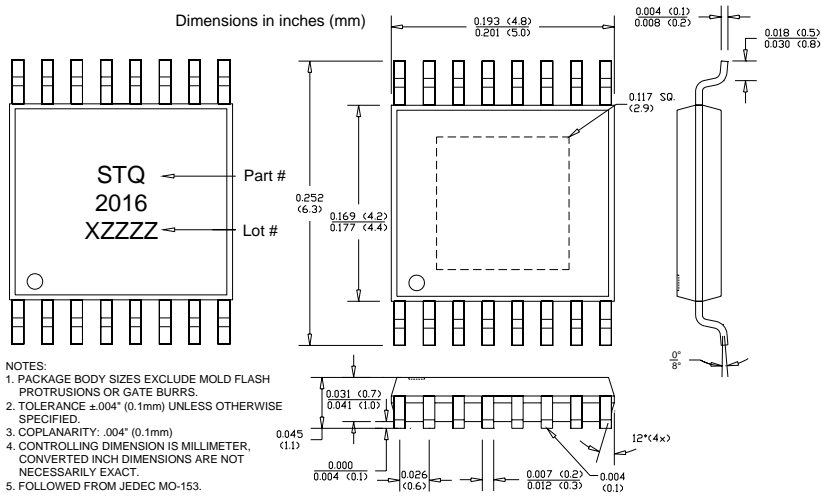 Dimensions in inches (mm)
0.193 (4.8)
0.201 (5.0)
0.004 (0.1)
0.008 (0.2)
0.018 (0.5)
0.030 (0.8)
0.117 SQ.
(2.9)
STQ
2016
XZZZZ
Part #
Lot #
0.252
(6.3)
0.169 (4.2)
0.177 (4.4)
0°
8°
NOTES:
1. PACKAGE BODY SIZES EXCLUDE MOLD FLASH
PROTRUSIONS OR GATE BURRS.
2. TOLERANCE ±.004" (0.1mm) UNLESS OTHERWISE
SPECIFIED.
3. COPLANARITY: .004" (0.1mm)
4. CONTROLLING DIMENSION IS MILLIMETER,
CONVERTED INCH DIMENSIONS ARE NOT
NECESSARILY EXACT.
5. FOLLOWED FROM JEDEC MO-153.
0.031 (0.7)
0.041 (1.0)
0.045
(1.1)
0.000
0.004 (0.1)
0.026
(0.6)
0.007 (0.2)
0.012 (0.3)
0.004
(0.1)
12°(4x)